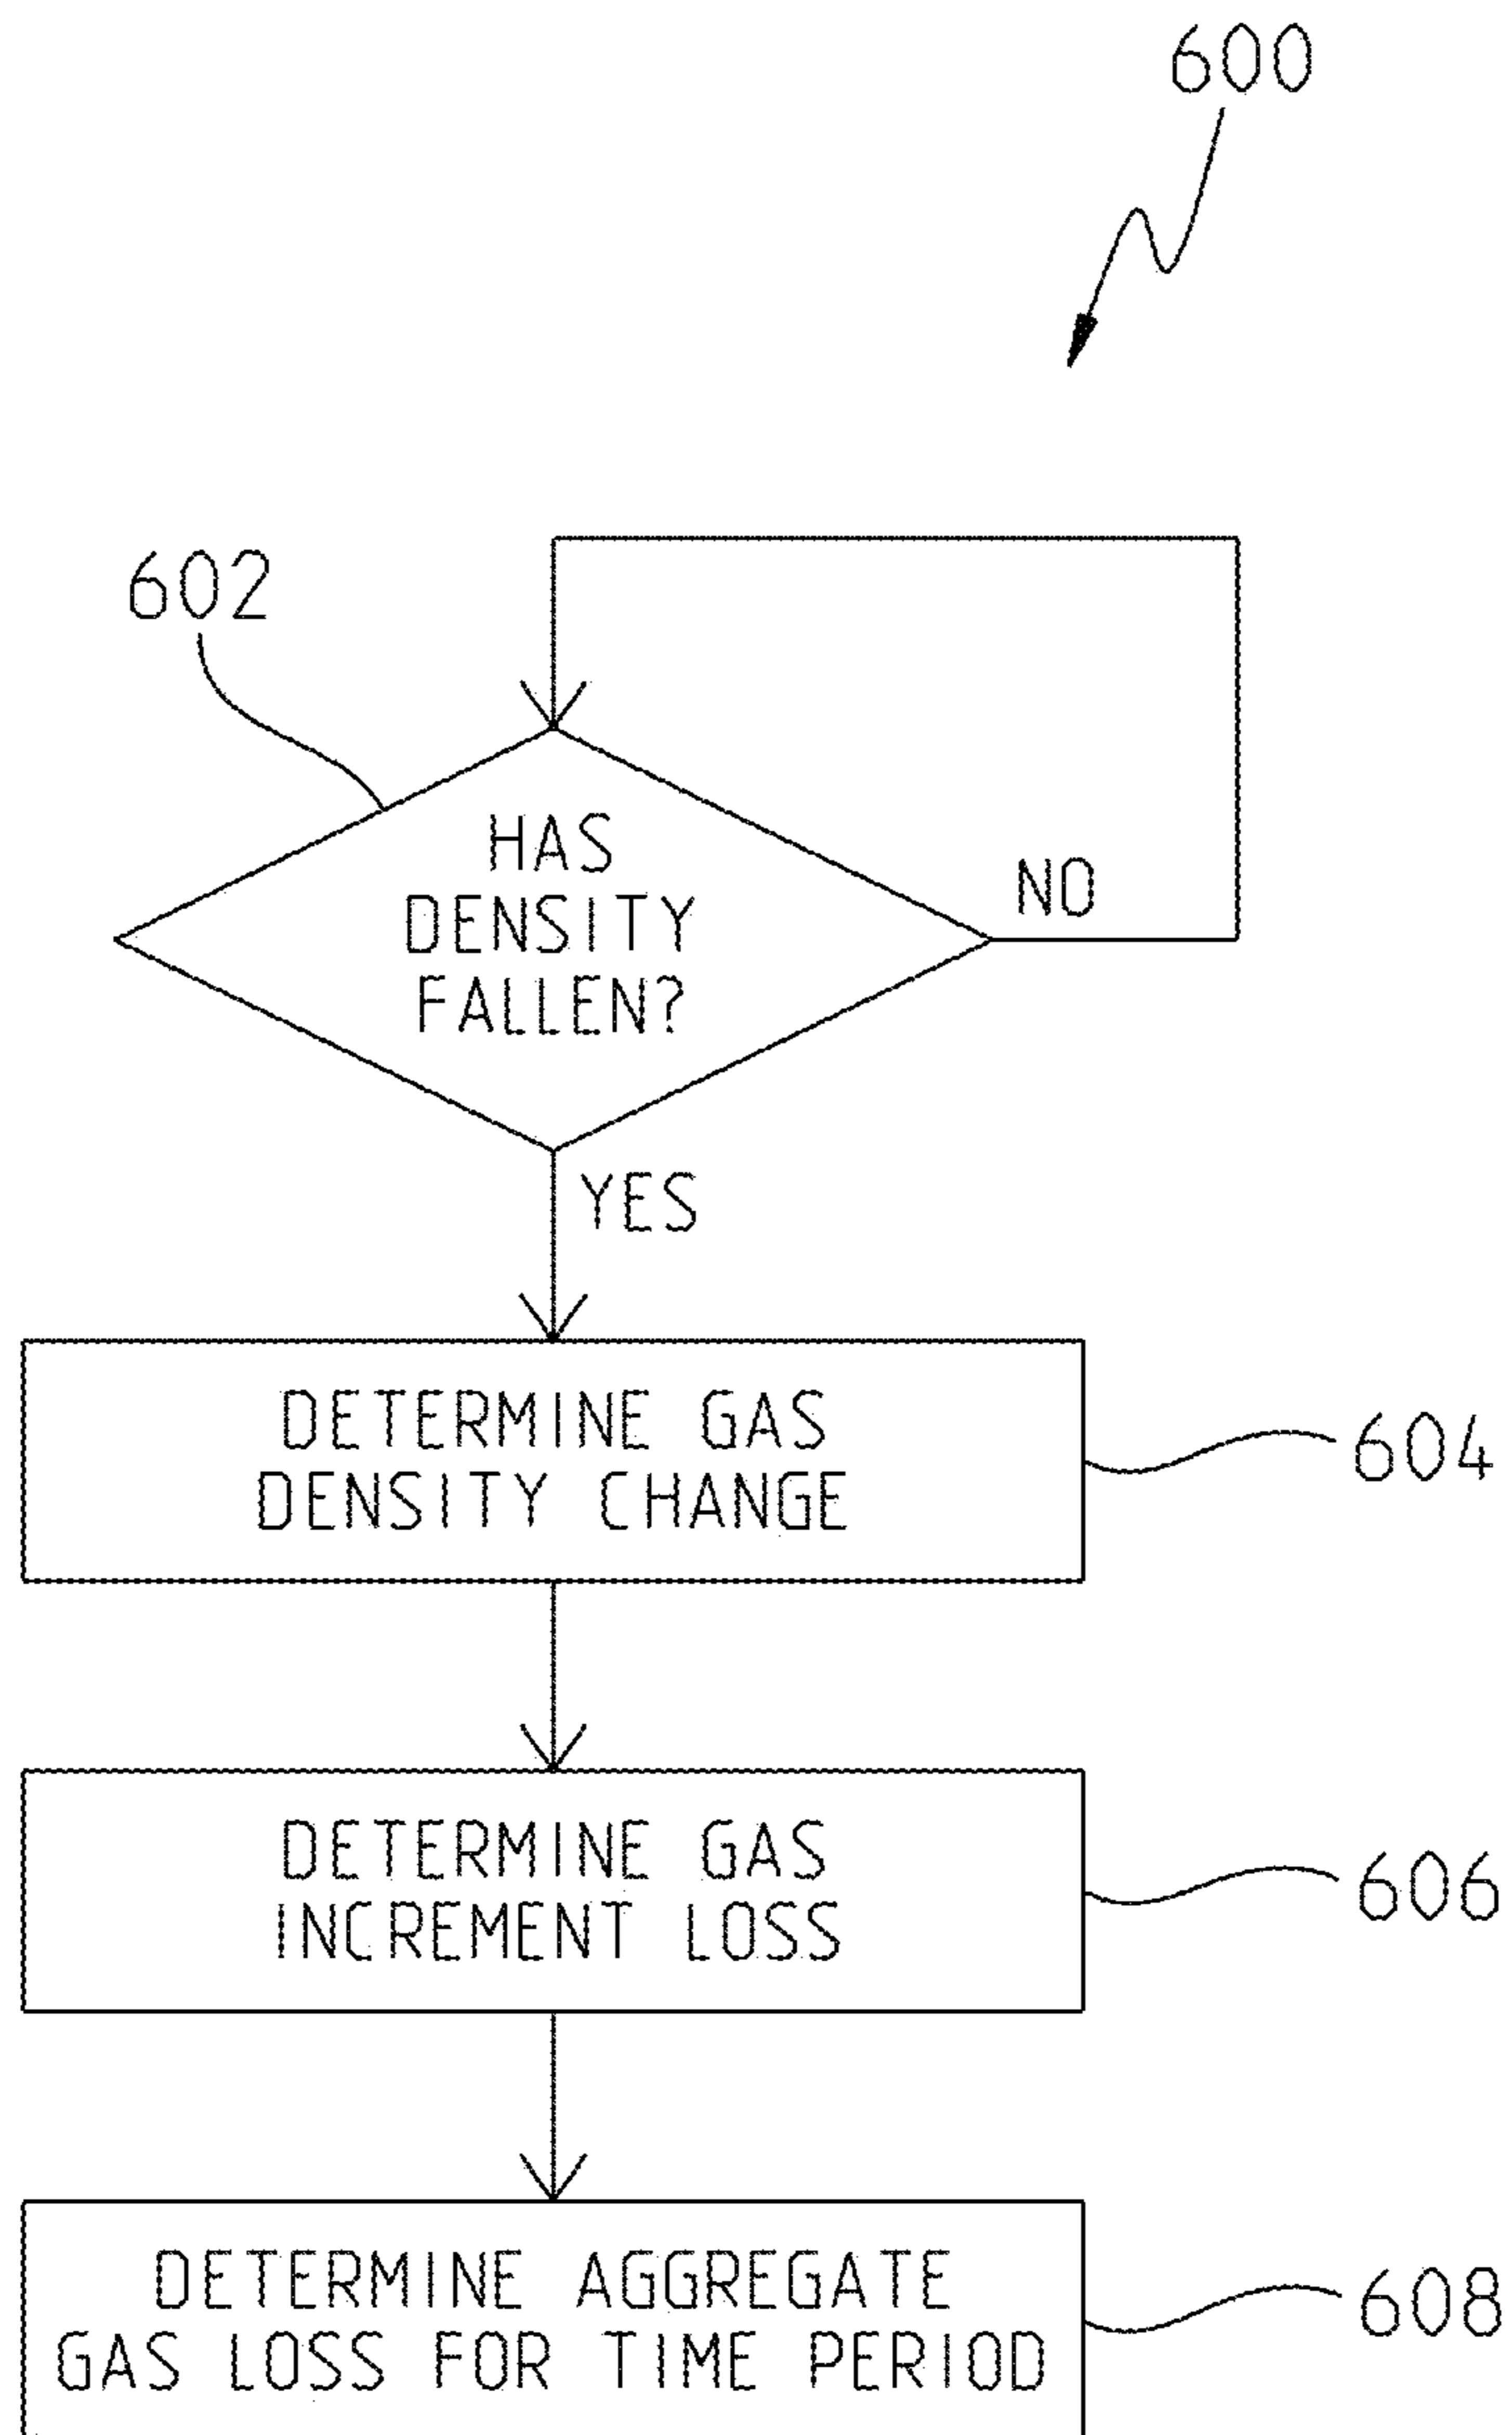 600
602
HAS
DENSITY
FALLEN?
NO
YES
DETERMINE GAS
DENSITY CHANGE
604
DETERMINE GAS
INCREMENT LOSS
606
DETERMINE AGGREGATE
GAS LOSS FOR TIME PERIOD
608